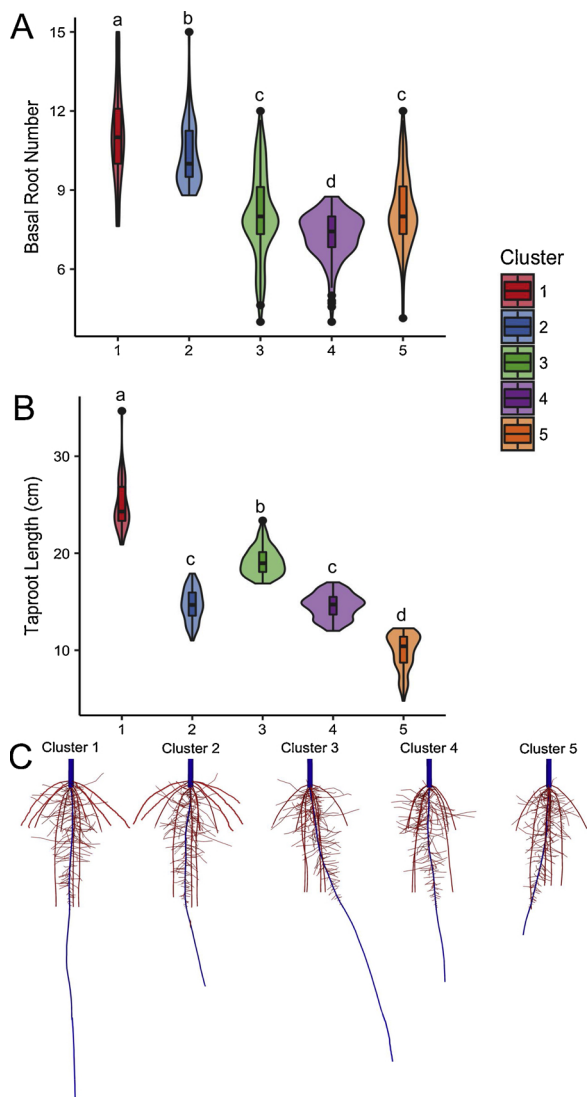 A
Basal Root Number
15
12
9
6
a
b
c
d
c
1
2
3
4
5
Cluster
1
2
3
4
5
B
Taproot Length (cm)
30
20
10
a
c
b
c
d
1
2
3
4
5
C
Cluster 1
Cluster 2
Cluster 3
Cluster 4
Cluster 5